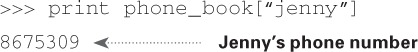 >>> print phone_book[“jenny”]
8675309 Jenny’s phone number